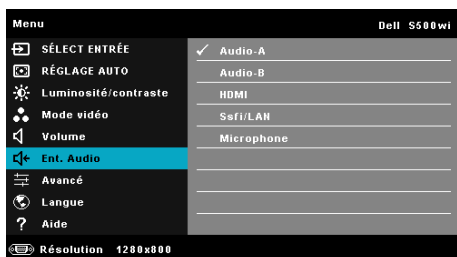 Menu Dell S500wi
SÉLECT ENTRÉE
RÉGLAGE AUTO
Luminosité/contraste
Mode vidéo
Volume
Ent. Audio
Avancé
Langue
? Aide
Audio-A
Audio-B
HDMI
Ssfi/LAN
Microphone
Résolution 1280x800